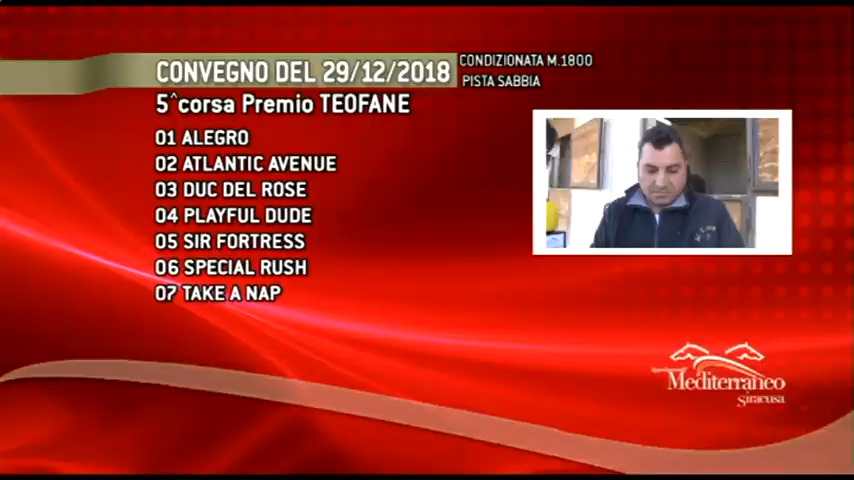 CONVEGNO DEL 29/12/2018
CONDIZIONATA M.1800
PISTA SABBIA
5^corsa Premio TEOFANE
01 ALEGRO
02 ATLANTIC AVENUE
03 DUC DEL ROSE
04 PLAYFUL DUDE
05 SIR FORTRESS
06 SPECIAL RUSH
07 TAKE A NAP
Mediterraneo
Siracusa